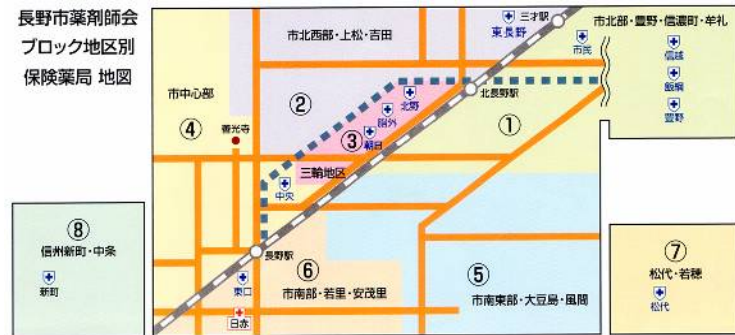 長野市薬剤師会
ブロック地区別
保険薬局 地図
三才駅
東長野
市北西部・上松・吉田
市北部・豊野・信濃町・牟礼
市民
信越
飯綱
豊野
市中心部
④
善光寺
②
北野
北長野駅
脳外
③
朝日
①
三輪地区
中央
⑧
信州新町・中条
新町
長野駅
⑥
市南部・若里・安茂里
東口
日赤
⑤
市南東部・大豆島・風間
⑦
松代・若穂
松代